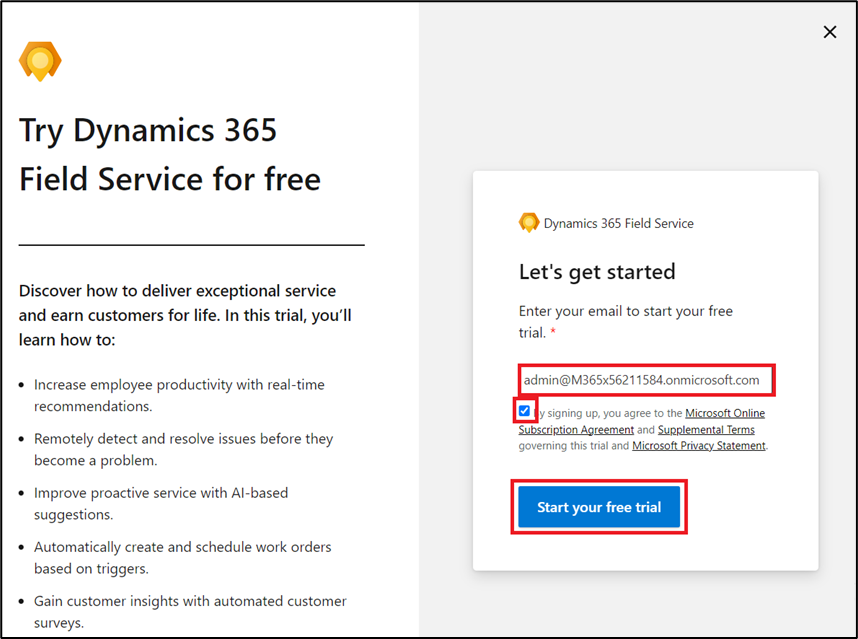 Try Dynamics 365
Field Service for free
Discover how to deliver exceptional service
and earn customers for life. In this trial, you'll
learn how to:
Increase employee productivity with real-time
recommendations.
Remotely detect and resolve issues before they
become a problem.
Improve proactive service with AI-based
suggestions.
Automatically create and schedule work orders
based on triggers.
Gain customer insights with automated customer
surveys.
Dynamics 365 Field Service
Let's get started
Enter your email to start your free
trial. *
admin@M365x56211584.onmicrosoft.com
By signing up, you agree to the Microsoft Online
Subscription Agreement and Supplemental Terms
governing this trial and Microsoft Privacy Statement.
Start your free trial